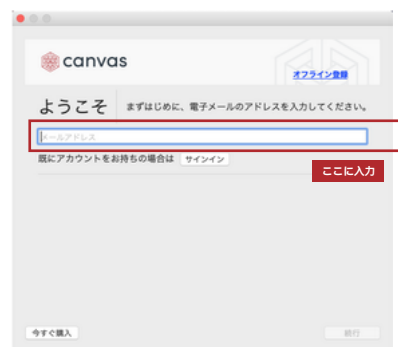 canvas
オフライン登録
ようこそ まずはじめに、電子メールのアドレスを入力してください。
メールアドレス
既にアカウントをお持ちの場合は サインイン
ここに入力
今すぐ購入 続行